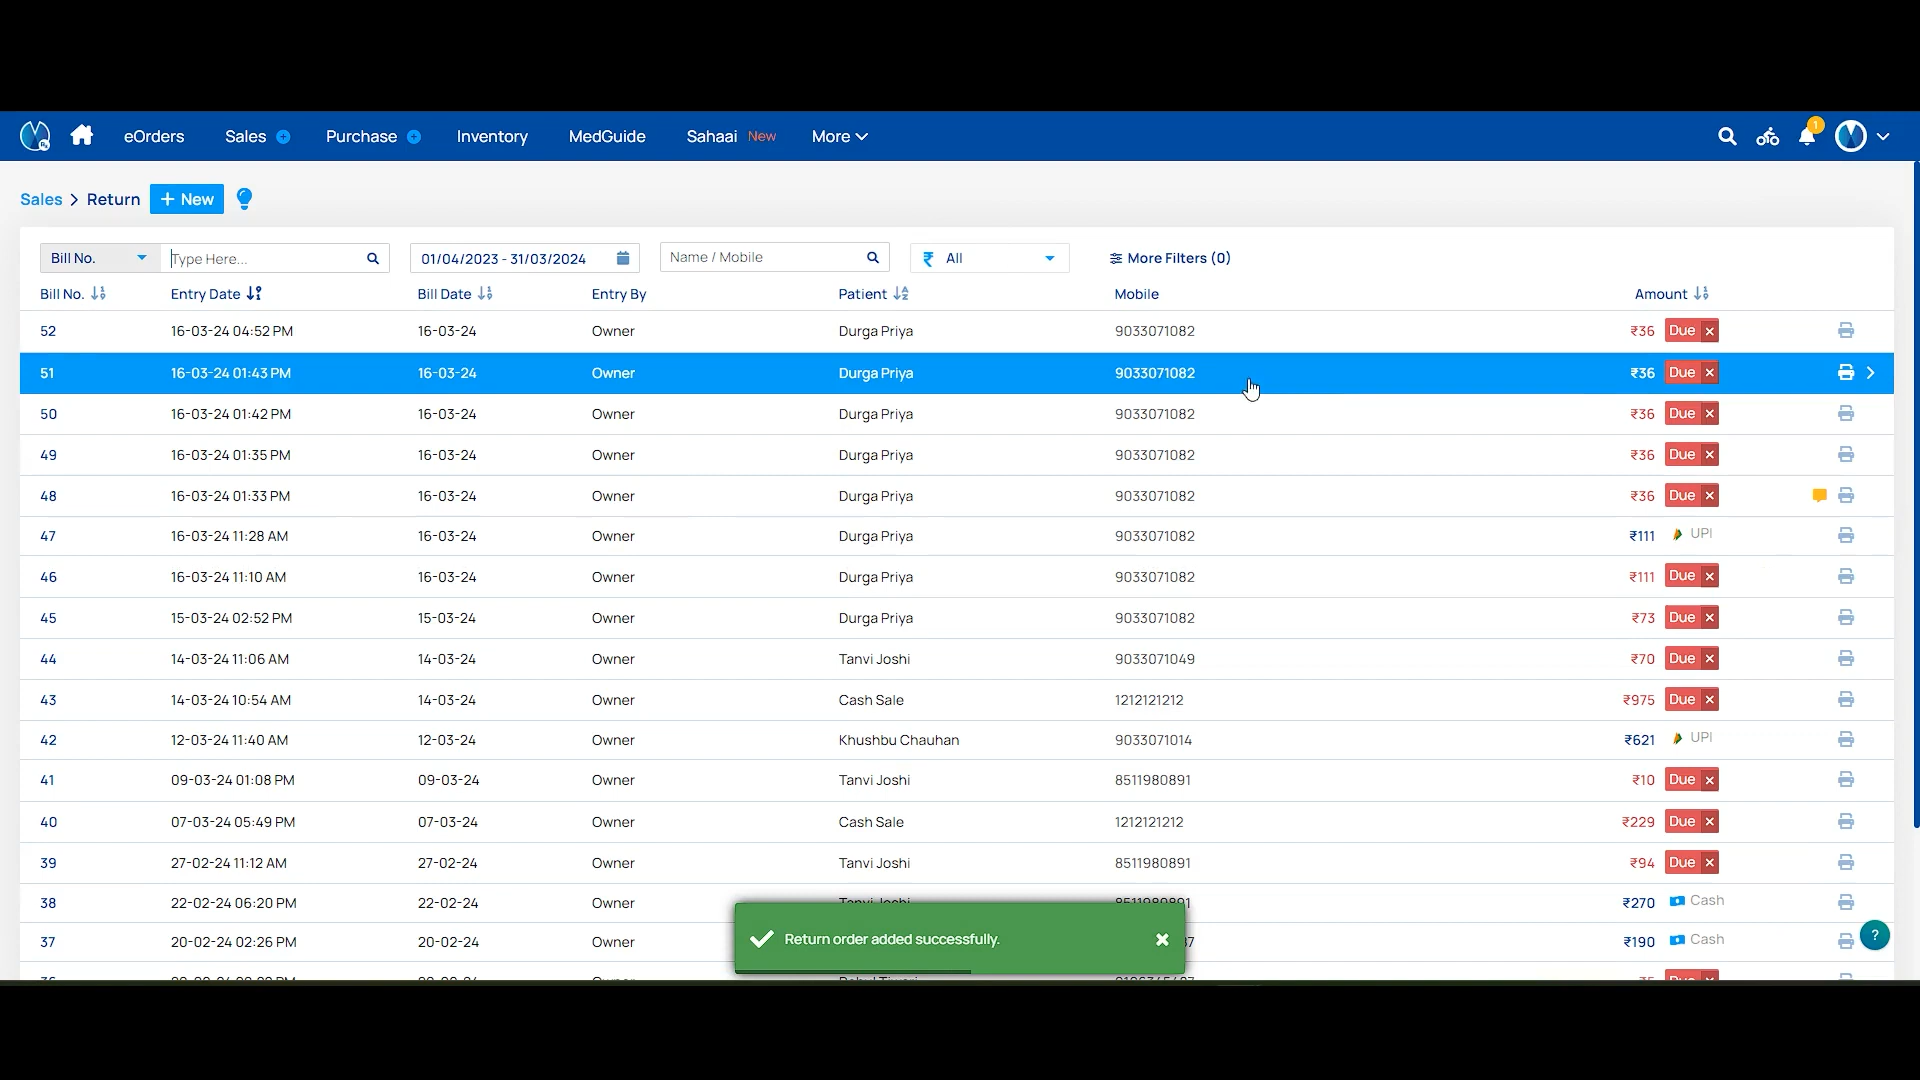 eOrders Sales Purchase Inventory MedGuide Sahaai New More 1
Sales > Return + New
Bill No. Type Here... 01/04/2023 - 31/03/2024 Name / Mobile ₹ All More Filters (0)
Bill No. Entry Date Bill Date Entry By Patient Mobile Amount
52 16-03-24 04:52 PM 16-03-24 Owner Durga Priya 9033071082 ₹36 Due ×
51 16-03-24 01:43 PM 16-03-24 Owner Durga Priya 9033071082 ₹36 Due ×
50 16-03-24 01:42 PM 16-03-24 Owner Durga Priya 9033071082 ₹36 Due ×
49 16-03-24 01:35 PM 16-03-24 Owner Durga Priya 9033071082 ₹36 Due ×
48 16-03-24 01:33 PM 16-03-24 Owner Durga Priya 9033071082 ₹36 Due ×
47 16-03-24 11:28 AM 16-03-24 Owner Durga Priya 9033071082 ₹111 UPI
46 16-03-24 11:10 AM 16-03-24 Owner Durga Priya 9033071082 ₹111 Due ×
45 15-03-24 02:52 PM 15-03-24 Owner Durga Priya 9033071082 ₹73 Due ×
44 14-03-24 11:06 AM 14-03-24 Owner Tanvi Joshi 9033071049 ₹70 Due ×
43 14-03-24 10:54 AM 14-03-24 Owner Cash Sale 1212121212 ₹975 Due ×
42 12-03-24 11:40 AM 12-03-24 Owner Khushbu Chauhan 9033071014 ₹621 UPI
41 09-03-24 01:08 PM 09-03-24 Owner Tanvi Joshi 8511980891 ₹10 Due ×
40 07-03-24 05:49 PM 07-03-24 Owner Cash Sale 1212121212 ₹229 Due ×
39 27-02-24 11:12 AM 27-02-24 Owner Tanvi Joshi 8511980891 ₹94 Due ×
38 22-02-24 06:20 PM 22-02-24 Owner Tanvi Joshi 8511980891 ₹270 Cash
37 20-02-24 02:26 PM 20-02-24 Owner ₹190 Cash
Return order added successfully. ×
?